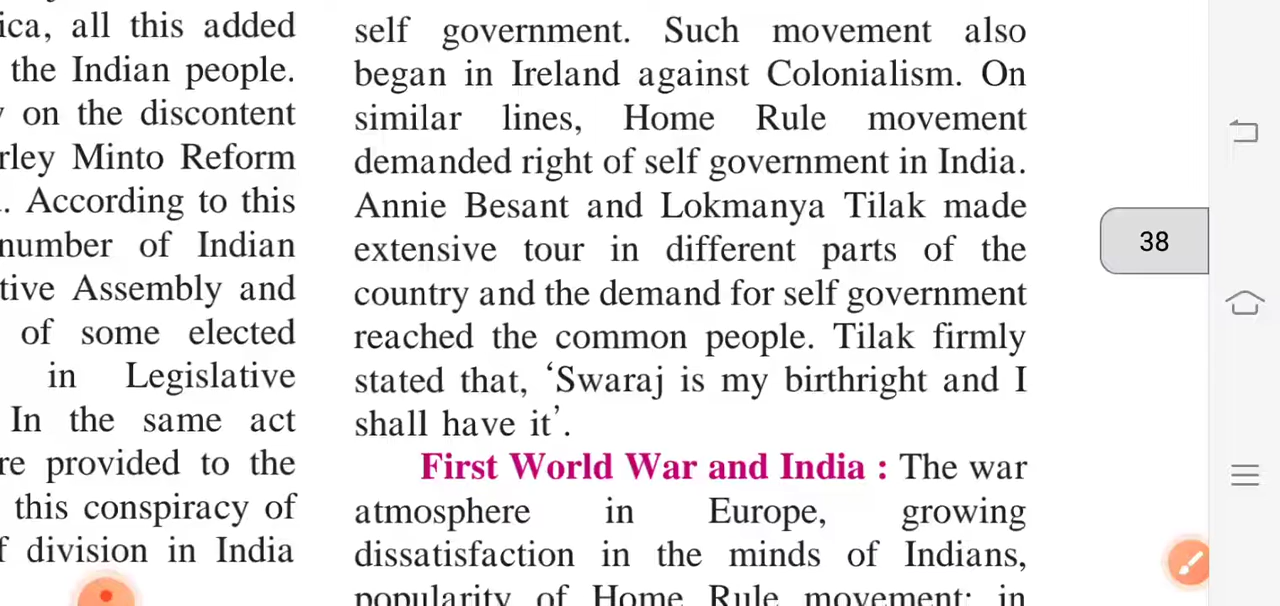 ica, all this added
the Indian people.
on the discontent
rley Minto Reform
. According to this
number of Indian
tive Assembly and
of some elected
in Legislative
In the same act
re provided to the
this conspiracy of
f division in India
self government. Such movement also
began in Ireland against Colonialism. On
similar lines, Home Rule movement
demanded right of self government in India.
Annie Besant and Lokmanya Tilak made
extensive tour in different parts of the
country and the demand for self government
reached the common people. Tilak firmly
stated that, ‘Swaraj is my birthright and I
shall have it’.
First World War and India : The war
atmosphere in Europe, growing
dissatisfaction in the minds of Indians,
popularity of Home Rule movement; in
38